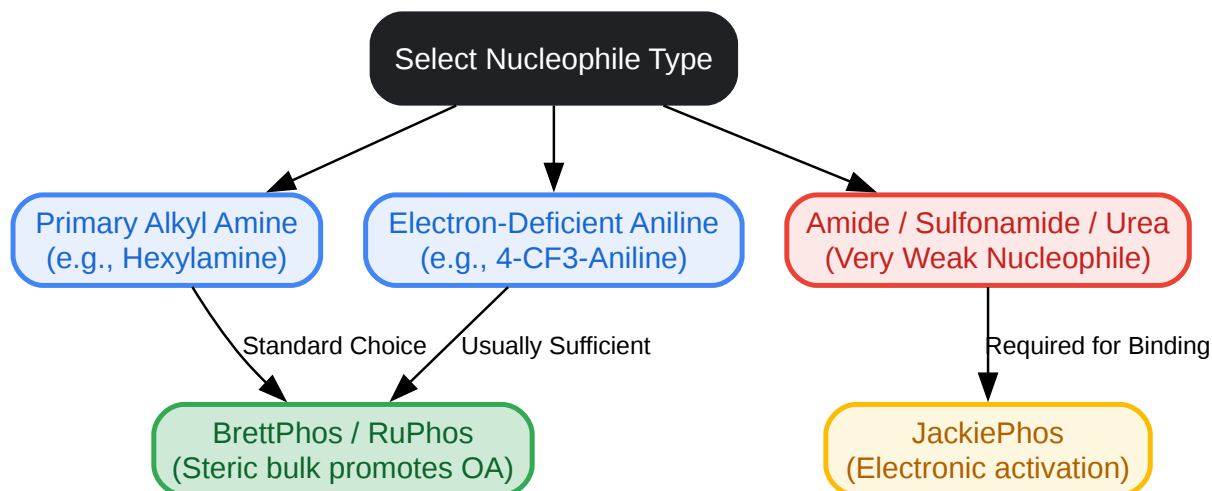 Select Nucleophile Type
Primary Alkyl Amine
(e.g., Hexylamine)
Electron-Deficient Aniline
(e.g., 4-CF3-Aniline)
Amide / Sulfonamide / Urea
(Very Weak Nucleophile)
Standard Choice
Usually Sufficient
Required for Binding
BrettPhos / RuPhos
(Steric bulk promotes OA)
JackiePhos
(Electronic activation)